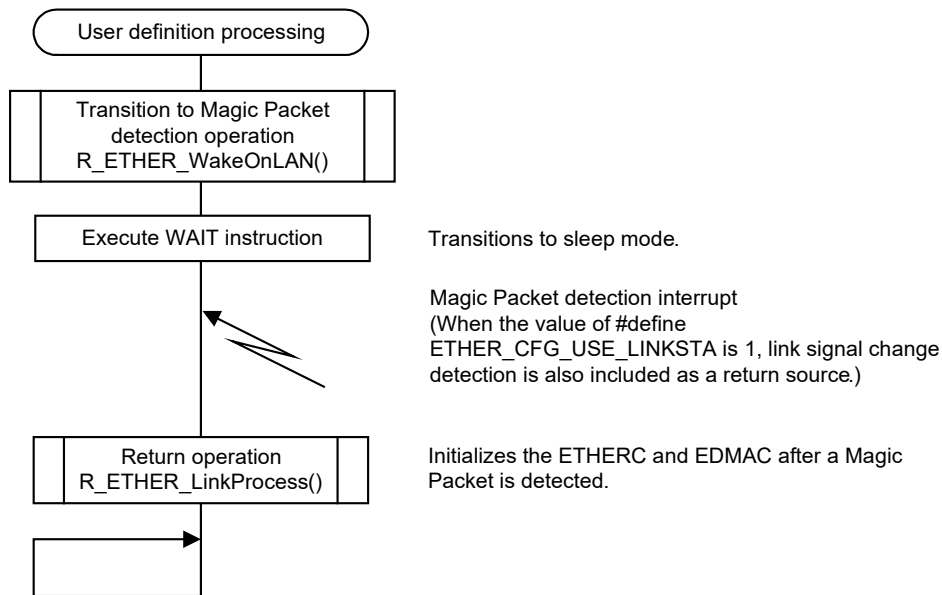 User definition processing
Transition to Magic Packet
detection operation
R_ETHER_WakeOnLAN()
Execute WAIT instruction
Transitions to sleep mode.
Magic Packet detection interrupt
(When the value of #define
ETHER_CFG_USE_LINKSTA is 1, link signal change
detection is also included as a return source.)
Return operation
R_ETHER_LinkProcess()
Initializes the ETHERC and EDMAC after a Magic
Packet is detected.